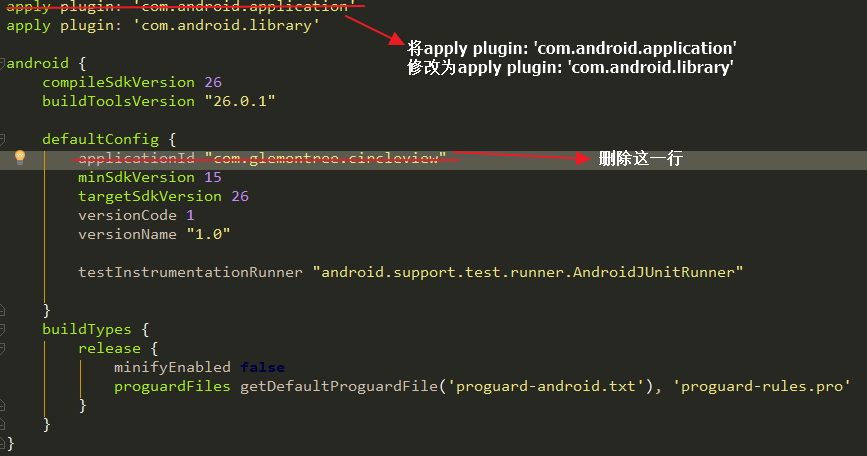 apply plugin: 'com.android.application'
apply plugin: 'com.android.library'
将apply plugin: 'com.android.application'
修改为apply plugin: 'com.android.library'
android {
compileSdkVersion 26
buildToolsVersion "26.0.1"
defaultConfig {
applicationId "com.glemontree.circleview"
删除这一行
minSdkVersion 15
targetSdkVersion 26
versionCode 1
versionName "1.0"
testInstrumentationRunner "android.support.test.runner.AndroidJUnitRunner"
}
buildTypes {
release {
minifyEnabled false
proguardFiles getDefaultProguardFile('proguard-android.txt'), 'proguard-rules.pro'
}
}
}